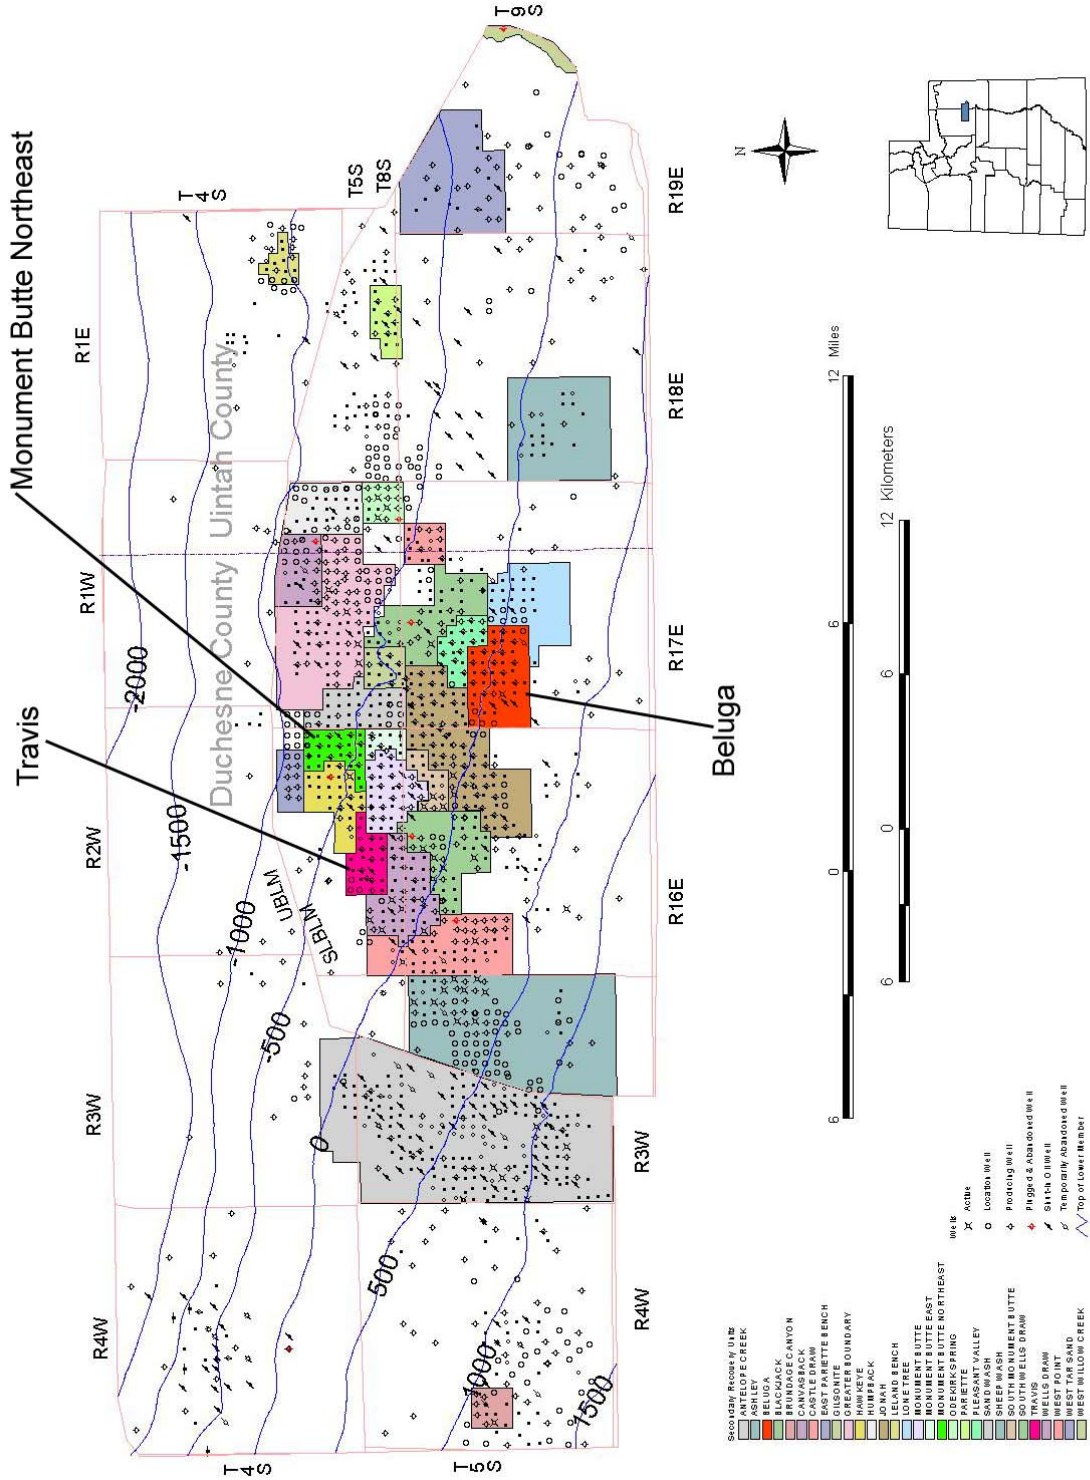 Travis
Monument Butte Northeast
Beluga
R4W
R3W
R2W
R1W
R1E
T
4
S
T
4
S
T
5
S
T
9
S
T5S
T8S
UBLM
SLBLM
Duchesne County
Uintah County
-2000
-1500
-1000
-500
0
500
1000
1500
R4W
R3W
R16E
R17E
R18E
R19E
N
6
0
6
12
Miles
6
0
6
12
Kilometers
Secondary Recovery Units
ANTELOPE CREEK
ASHLEY
BELUGA
BLACKJACK
BRUNDAGE CANYON
CANVASBACK
CASTLE DRAW
EAST PARIETTE BENCH
GILSONITE
GREATER BOUNDARY
HAWKEYE
HUMPBACK
JONAH
LELAND BENCH
LONE TREE
MONUMENT BUTTE
MONUMENT BUTTE EAST
MONUMENT BUTTE NORTHEAST
ODEKIRK SPRING
PARIETTE
PLEASANT VALLEY
SAND WASH
SHEEP WASH
SOUTH MONUMENT BUTTE
SOUTH WELLS DRAW
TRAVIS
WELLS DRAW
WEST POINT
WEST TAR SAND
WEST WILLOW CREEK
Wells
Active
Location Well
Producing Well
Plugged & Abandoned Well
Shut-in Oil Well
Temporarily Abandoned Well
Top of Lower Member